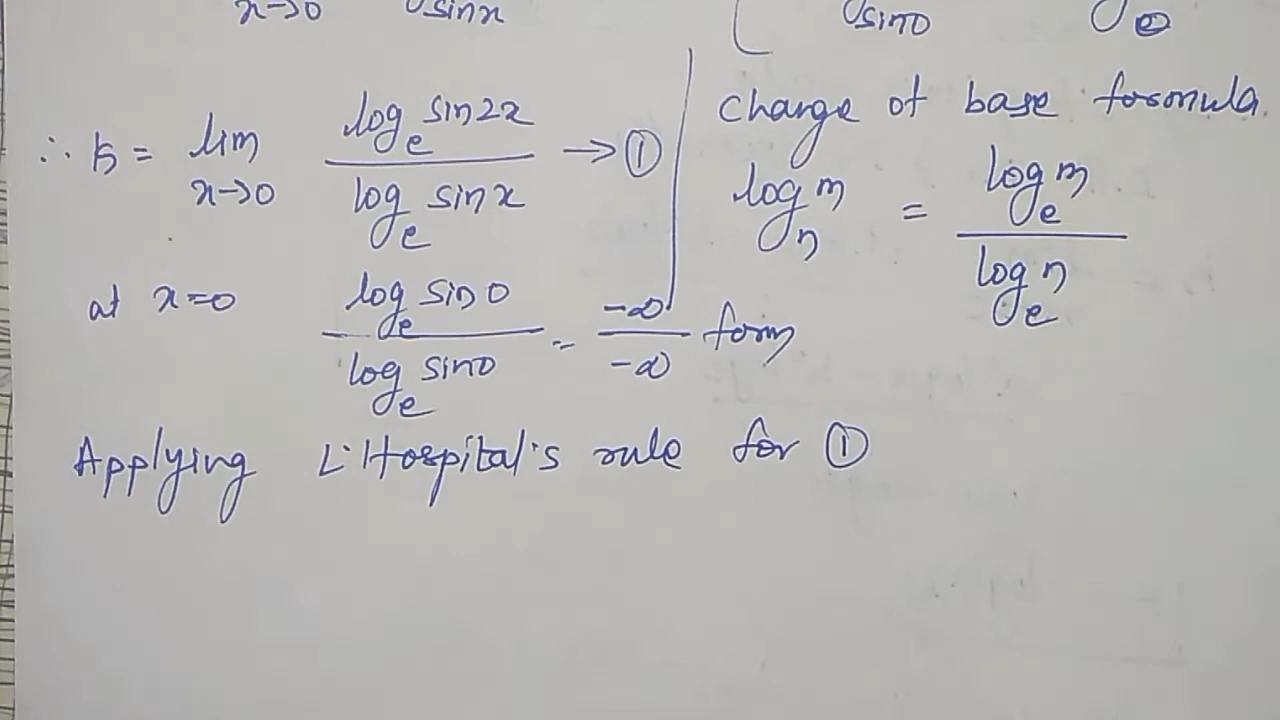 x→0 sinx
sin0 e
∴ k = lim x→0 log_e sin2x / log_e sinx → ①
Change of base formula
log_n m = log_e m / log_e n
at x=0 log_e sin0 / log_e sin0 = -∞ / -∞ form
Applying L'Hospital's rule for ①